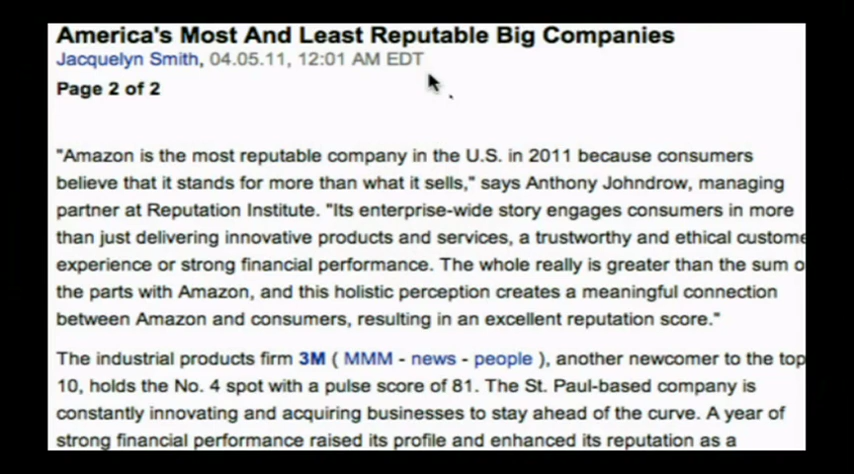 America's Most And Least Reputable Big Companies
Jacquelyn Smith, 04.05.11, 12:01 AM EDT
Page 2 of 2
"Amazon is the most reputable company in the U.S. in 2011 because consumers
believe that it stands for more than what it sells," says Anthony Johndrow, managing
partner at Reputation Institute. "Its enterprise-wide story engages consumers in more
than just delivering innovative products and services, a trustworthy and ethical custome
experience or strong financial performance. The whole really is greater than the sum o
the parts with Amazon, and this holistic perception creates a meaningful connection
between Amazon and consumers, resulting in an excellent reputation score."
The industrial products firm 3M ( MMM - news - people ), another newcomer to the top
10, holds the No. 4 spot with a pulse score of 81. The St. Paul-based company is
constantly innovating and acquiring businesses to stay ahead of the curve. A year of
strong financial performance raised its profile and enhanced its reputation as a